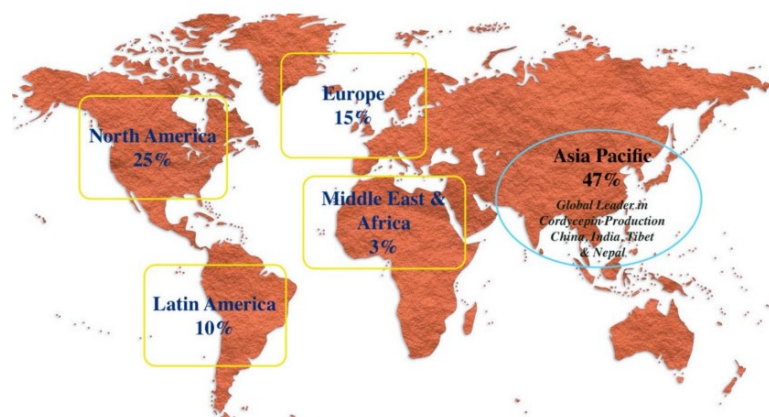 Europe
15%
North America
25%
Asia Pacific
47%
Global Leader in
Cordycepin Production
China, India, Tibet
& Nepal
Middle East &
Africa
3%
Latin America
10%